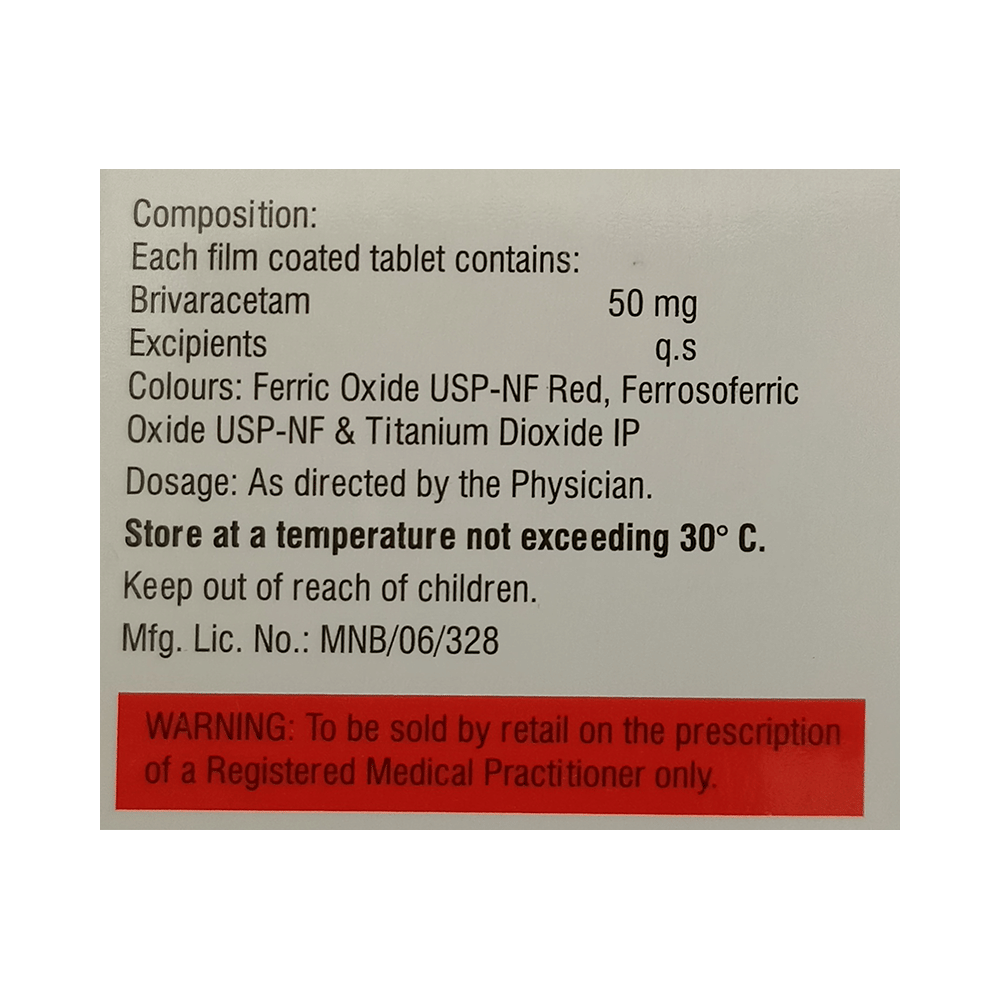 Composition:
Each film coated tablet contains:
Brivaracetam 50 mg
Excipients q.s
Colours: Ferric Oxide USP-NF Red, Ferrosoferric
Oxide USP-NF & Titanium Dioxide IP
Dosage: As directed by the Physician.
Store at a temperature not exceeding 30° C.
Keep out of reach of children.
Mfg. Lic. No.: MNB/06/328
WARNING: To be sold by retail on the prescription
of a Registered Medical Practitioner only.